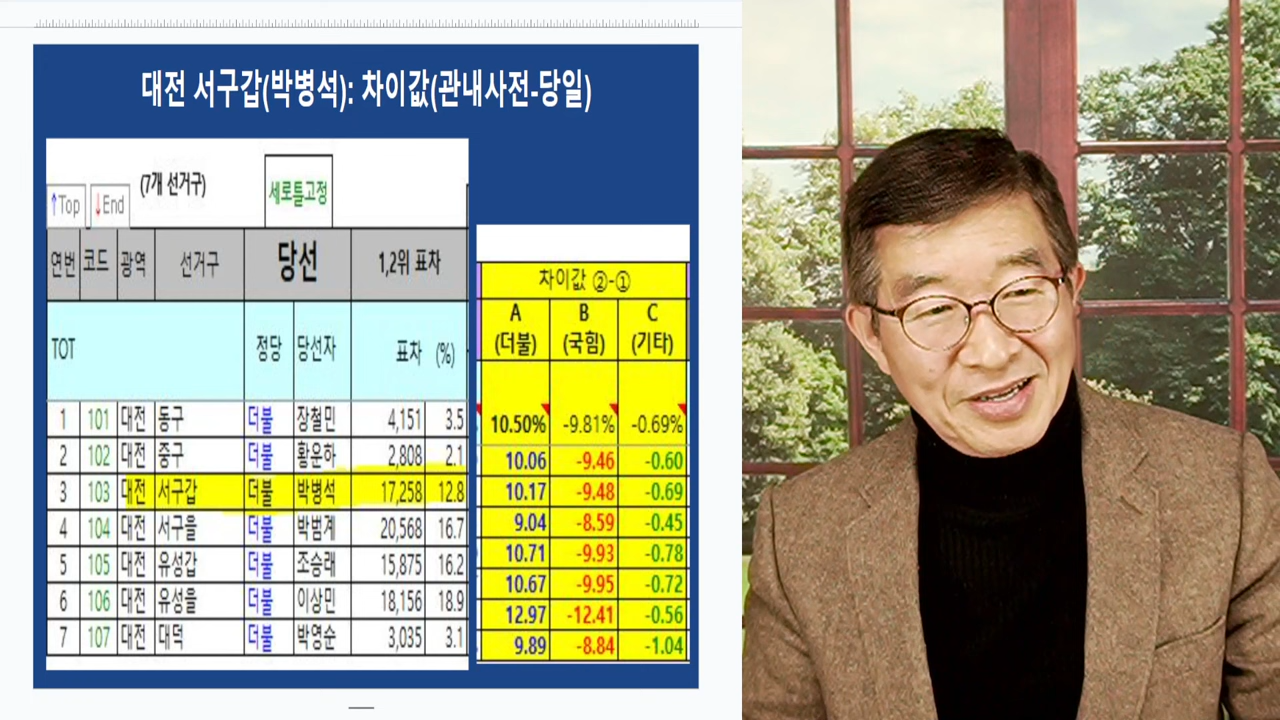 대전 서구갑(박병석): 차이값(관내사전-당일)
(7개 선거구)
세로틀고정
↑Top ↓End
연번 코드 광역 선거구 당선 1,2위 표차
TOT 정당 당선자 표차 (%)
1 101 대전 동구 더불 장철민 4,151 3.5
2 102 대전 중구 더불 황운하 2,808 2.1
3 103 대전 서구갑 더불 박병석 17,258 12.8
4 104 대전 서구을 더불 박범계 20,568 16.7
5 105 대전 유성갑 더불 조승래 15,875 16.2
6 106 대전 유성을 더불 이상민 18,156 18.9
7 107 대전 대덕 더불 박영순 3,035 3.1
차이값 ②-①
A B C
(더불) (국힘) (기타)
10.50% -9.81% -0.69%
10.06 -9.46 -0.60
10.17 -9.48 -0.69
9.04 -8.59 -0.45
10.71 -9.93 -0.78
10.67 -9.95 -0.72
12.97 -12.41 -0.56
9.89 -8.84 -1.04